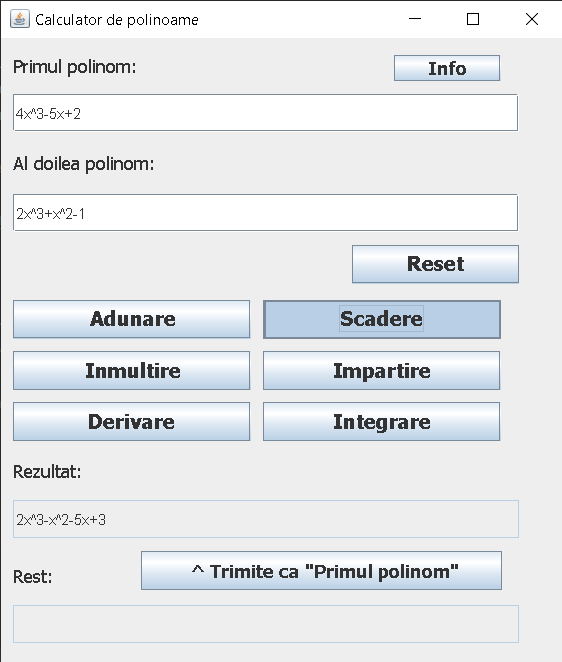 Calculator de polinoame
Primul polinom:
Info
4x^3-5x+2
Al doilea polinom:
2x^3+x^2-1
Reset
Adunare Scadere
Inmultire Impartire
Derivare Integrare
Rezultat:
2x^3-x^2-5x+3
Rest:
^ Trimite ca "Primul polinom"